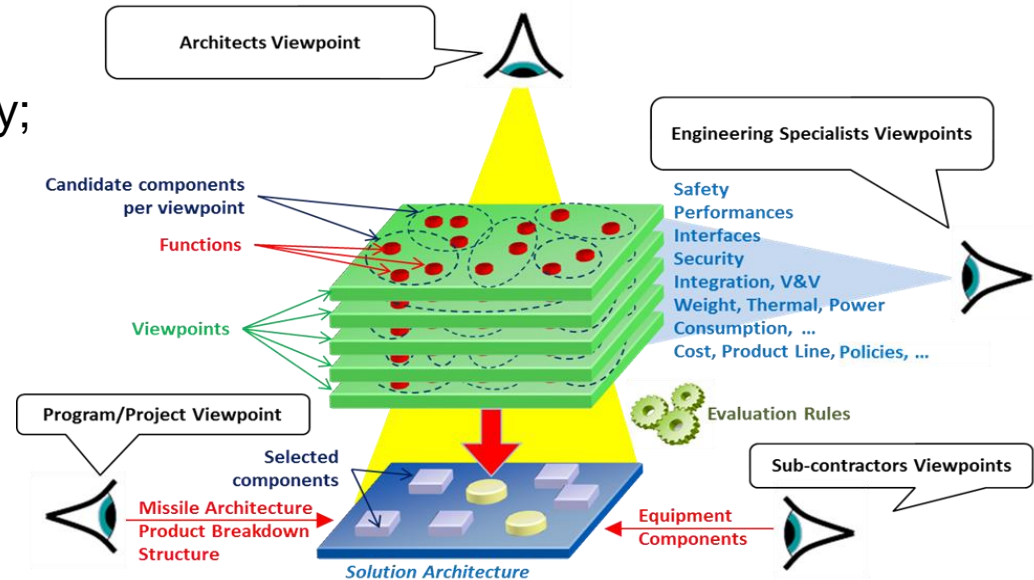 Architects Viewpoint
y;
Engineering Specialists Viewpoints
Candidate components
per viewpoint
Functions
Viewpoints
Safety
Performances
Interfaces
Security
Integration, V&V
Weight, Thermal, Power
Consumption, ...
Cost, Product Line, Policies, ...
Evaluation Rules
Program/Project Viewpoint
Selected
components
Sub-contractors Viewpoints
Missile Architecture
Product Breakdown
Structure
Equipment
Components
Solution Architecture